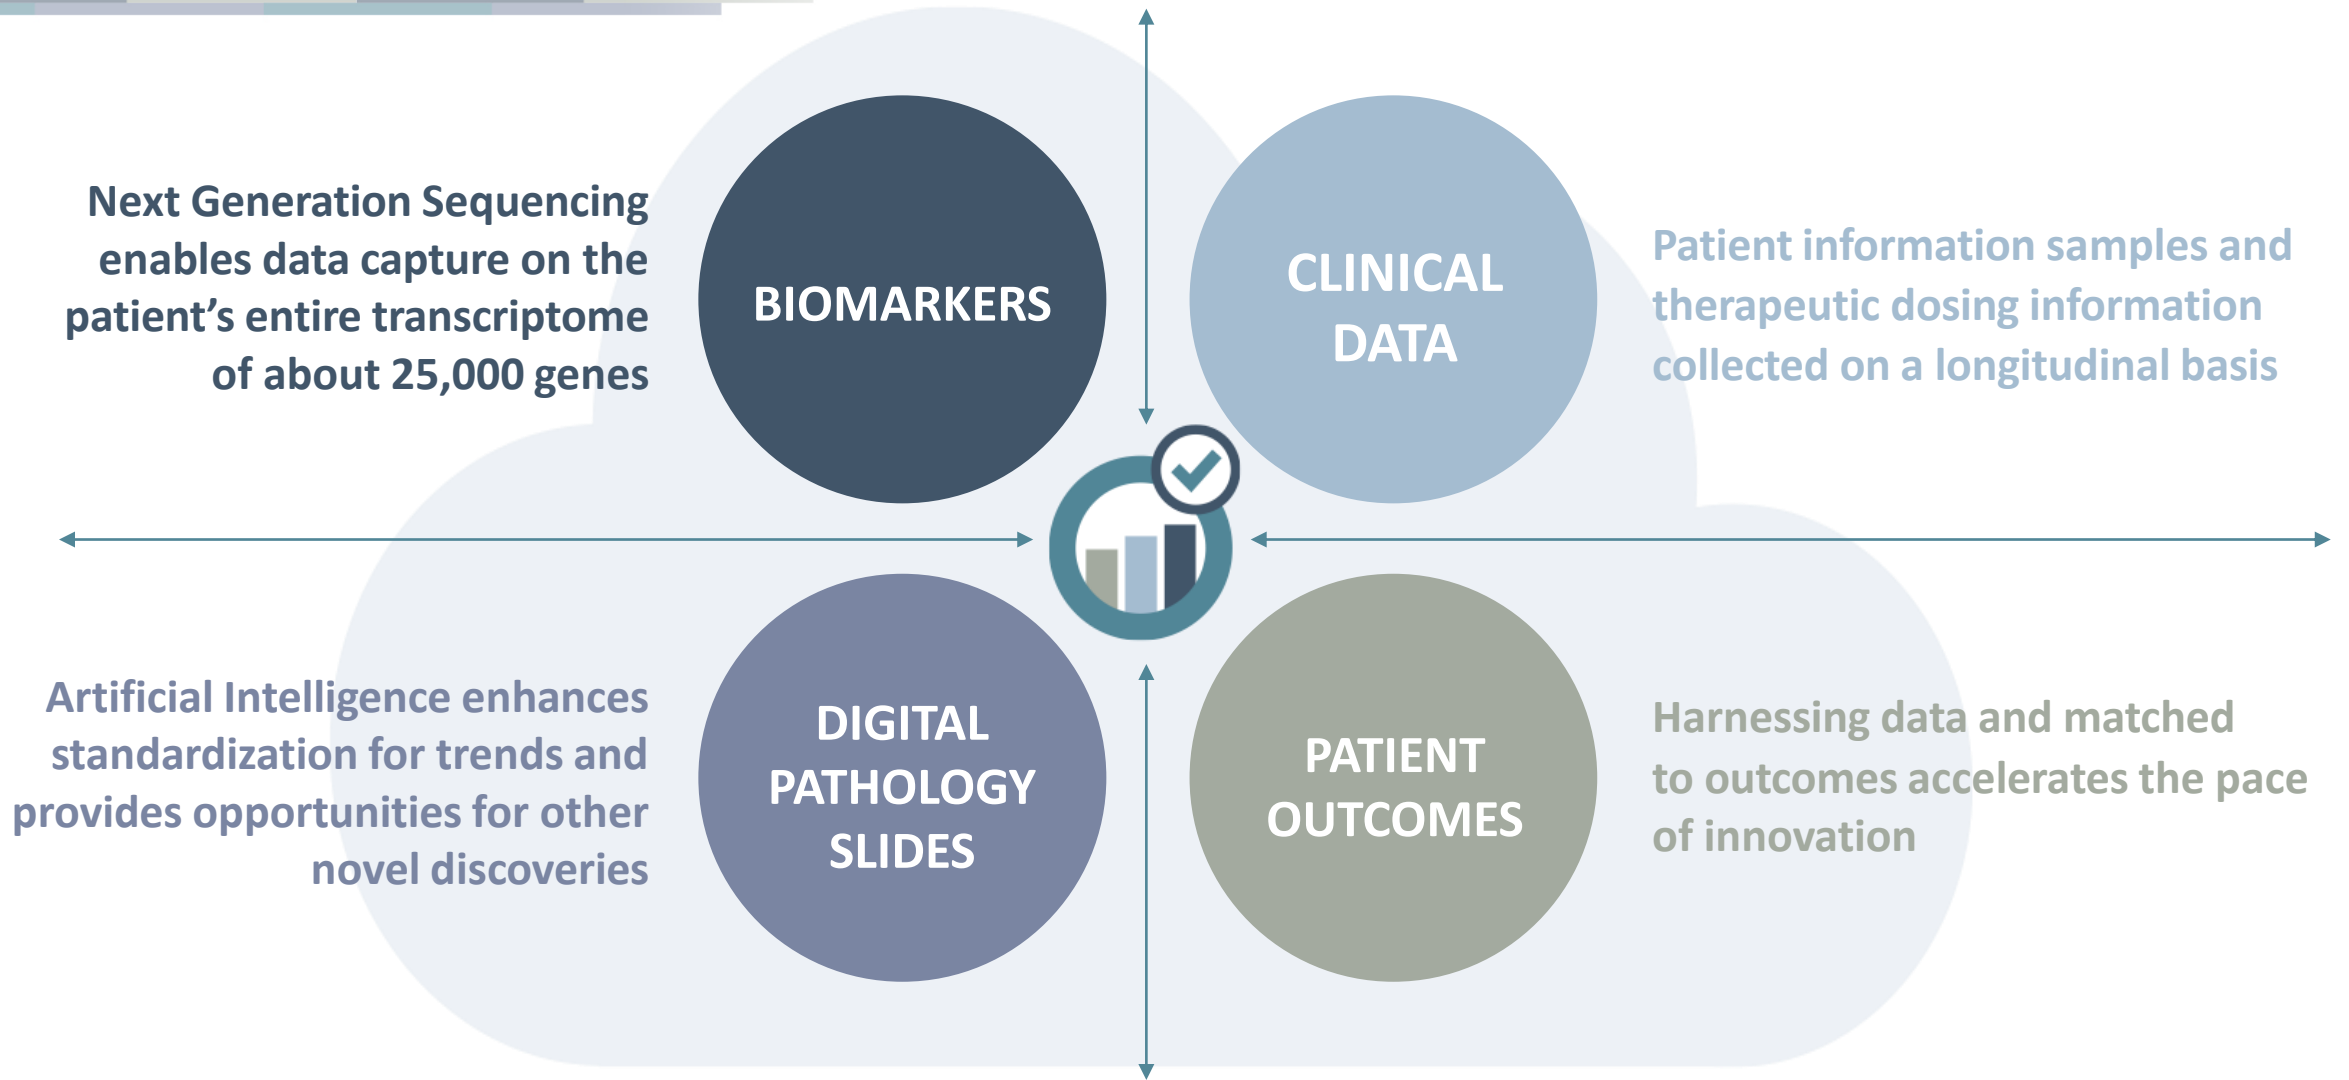 Next Generation Sequencing
enables data capture on the
patient’s entire transcriptome
of about 25,000 genes
BIOMARKERS
CLINICAL
DATA
Patient information samples and
therapeutic dosing information
collected on a longitudinal basis
Artificial Intelligence enhances
standardization for trends and
provides opportunities for other
novel discoveries
DIGITAL
PATHOLOGY
SLIDES
PATIENT
OUTCOMES
Harnessing data and matched
to outcomes accelerates the pace
of innovation